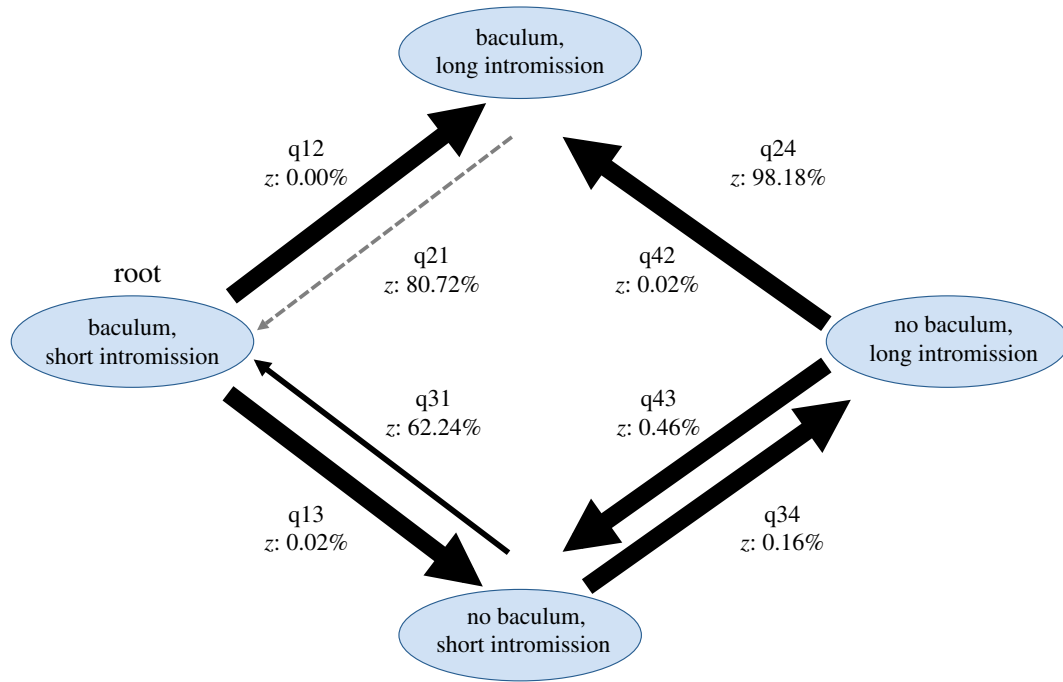 baculum,
long intromission
q12
z: 0.00%
q24
z: 98.18%
q21
z: 80.72%
q42
z: 0.02%
root
baculum,
short intromission
no baculum,
long intromission
q31
z: 62.24%
q43
z: 0.46%
q13
z: 0.02%
q34
z: 0.16%
no baculum,
short intromission